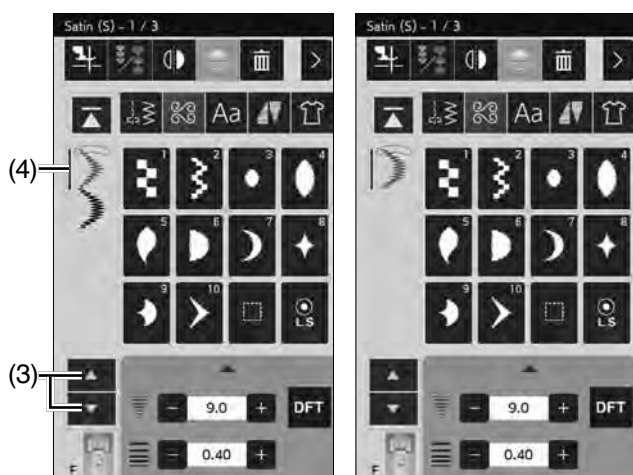 Satin (S) - 1 / 3
Aa
(4)
1 2 3 4
5 6 7 8
9 10 L.S
(3)
9.0 DFT
0.40
F
Satin (S) - 1 / 3
Aa
1 2 3 4
5 6 7 8
9 10 L.S
9.0 DFT
0.40
F